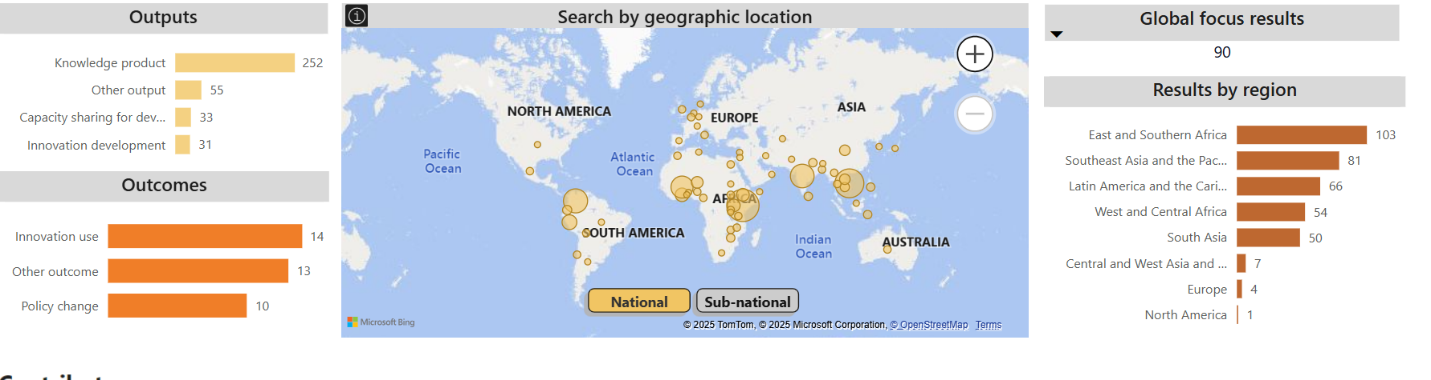 Outputs
Knowledge product 252
Other output 55
Capacity sharing for dev... 33
Innovation development 31
Outcomes
Innovation use 14
Other outcome 13
Policy change 10
Search by geographic location
NORTH AMERICA
EUROPE
ASIA
Pacific
Ocean
Atlantic
Ocean
AFRICA
SOUTH AMERICA
Indian
Ocean
AUSTRALIA
National
Sub-national
Microsoft Bing
© 2025 TomTom, © 2025 Microsoft Corporation, © OpenStreetMap Terms
Global focus results
90
Results by region
East and Southern Africa 103
Southeast Asia and the Pac... 81
Latin America and the Cari... 66
West and Central Africa 54
South Asia 50
Central and West Asia and ... 7
Europe 4
North America 1